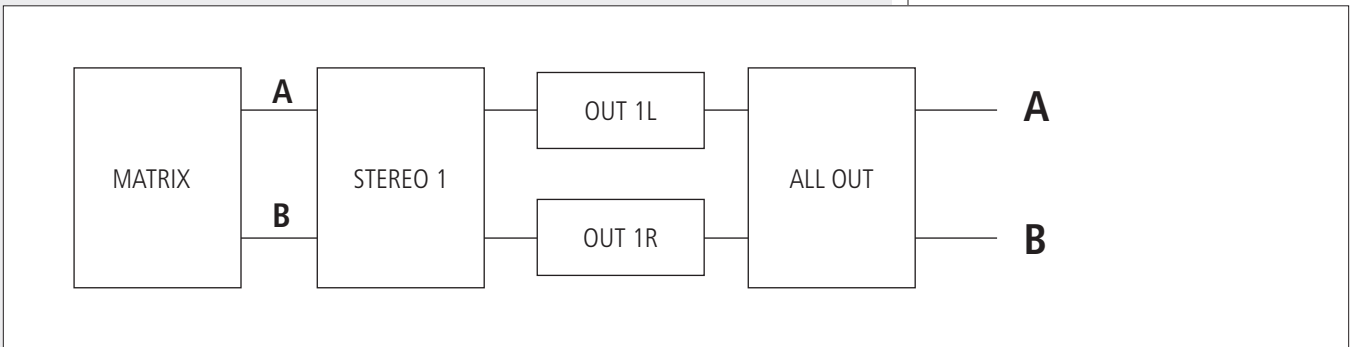 A
OUT 1L
A
MATRIX
STEREO 1
ALL OUT
B
OUT 1R
B